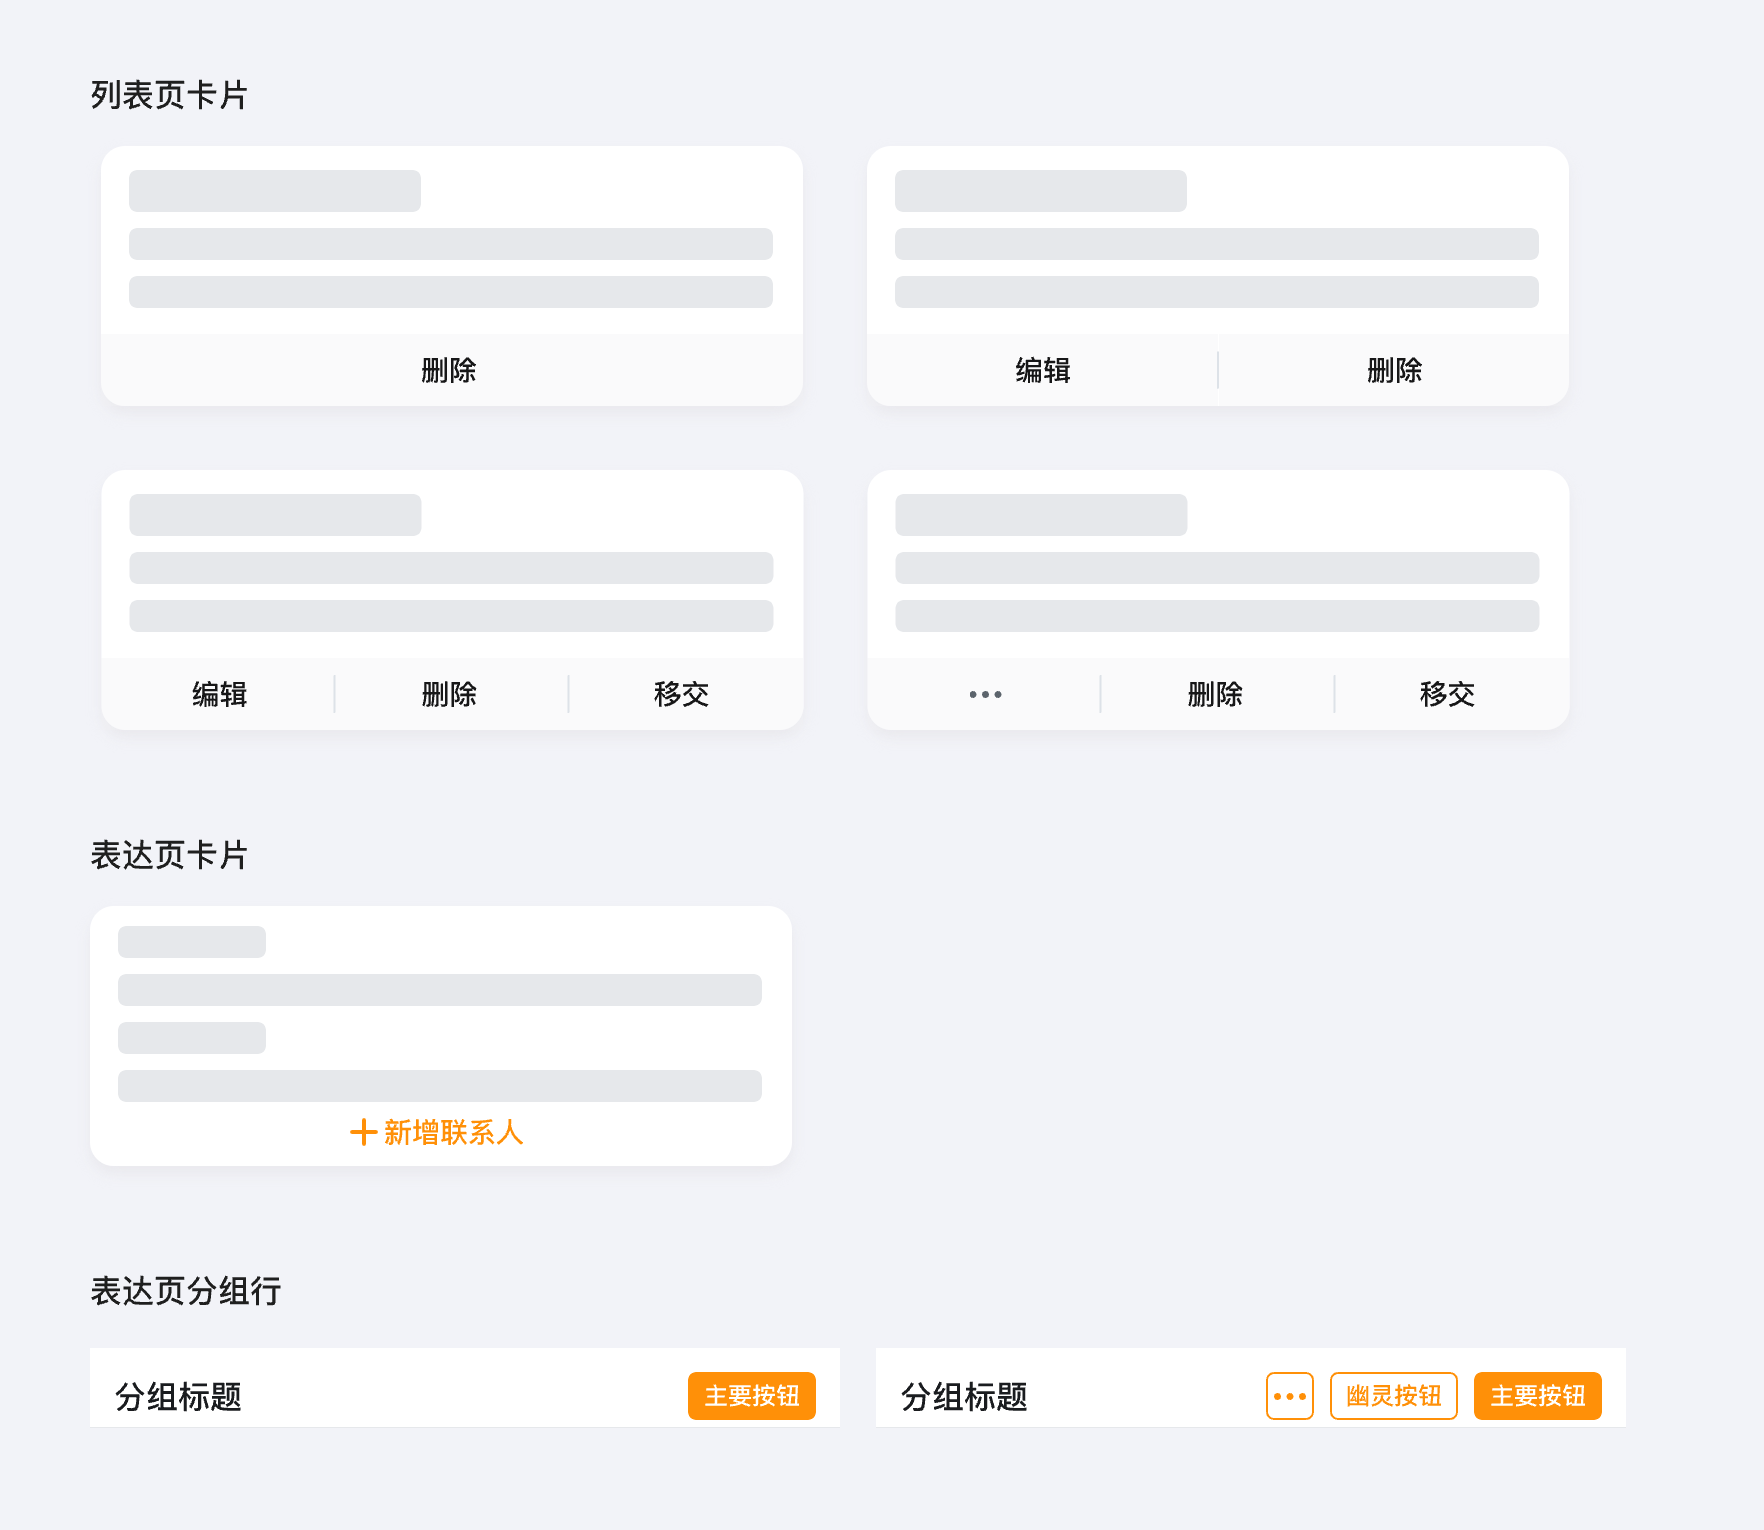 列表页卡片
删除
编辑 删除
编辑 删除 移交
••• 删除 移交
表达页卡片
+ 新增联系人
表达页分组行
分组标题 主要按钮
分组标题 ••• 幽灵按钮 主要按钮